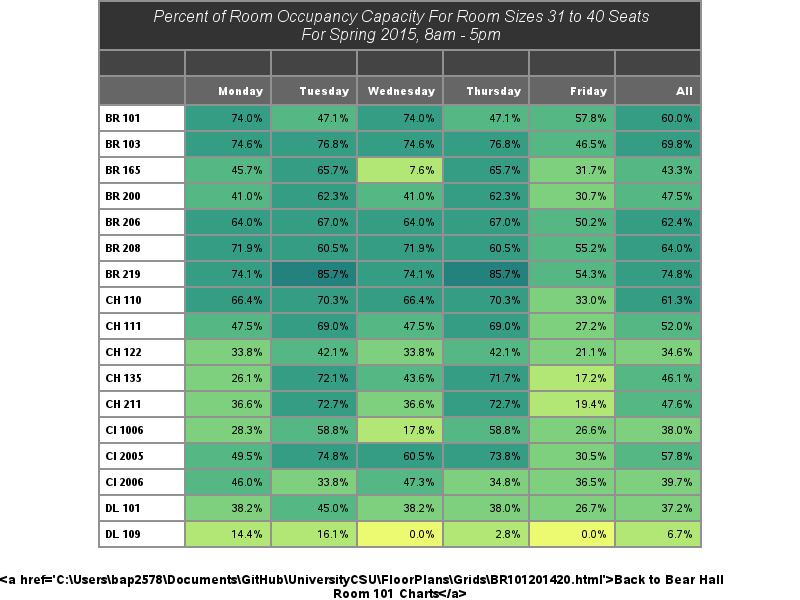 Percent of Room Occupancy Capacity For Room Sizes 31 to 40 Seats
For Spring 2015, 8am - 5pm
Monday Tuesday Wednesday Thursday Friday All
BR 101 74.0% 47.1% 74.0% 47.1% 57.8% 60.0%
BR 103 74.6% 76.8% 74.6% 76.8% 46.5% 69.8%
BR 165 45.7% 65.7% 7.6% 65.7% 31.7% 43.3%
BR 200 41.0% 62.3% 41.0% 62.3% 30.7% 47.5%
BR 206 64.0% 67.0% 64.0% 67.0% 50.2% 62.4%
BR 208 71.9% 60.5% 71.9% 60.5% 55.2% 64.0%
BR 219 74.1% 85.7% 74.1% 85.7% 54.3% 74.8%
CH 110 66.4% 70.3% 66.4% 70.3% 33.0% 61.3%
CH 111 47.5% 69.0% 47.5% 69.0% 27.2% 52.0%
CH 122 33.8% 42.1% 33.8% 42.1% 21.1% 34.6%
CH 135 26.1% 72.1% 43.6% 71.7% 17.2% 46.1%
CH 211 36.6% 72.7% 36.6% 72.7% 19.4% 47.6%
CI 1006 28.3% 58.8% 17.8% 58.8% 26.6% 38.0%
CI 2005 49.5% 74.8% 60.5% 73.8% 30.5% 57.8%
CI 2006 46.0% 33.8% 47.3% 34.8% 36.5% 39.7%
DL 101 38.2% 45.0% 38.2% 38.0% 26.7% 37.2%
DL 109 14.4% 16.1% 0.0% 2.8% 0.0% 6.7%
<a href='C:\Users\bap2578\Documents\GitHub\UniversityCSU\FloorPlans\Grids\BR101201420.html'>Back to Bear Hall
Room 101 Charts</a>